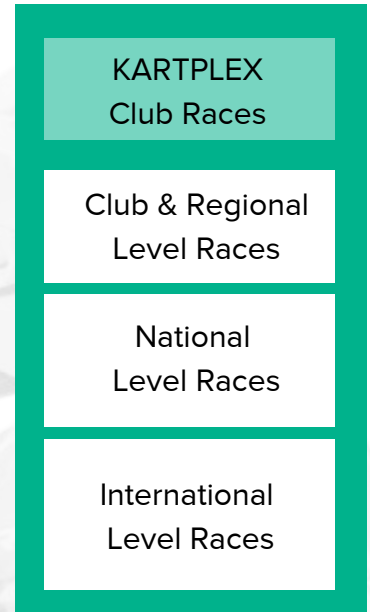 KARTPLEX
Club Races
Club & Regional
Level Races
National
Level Races
International
Level Races